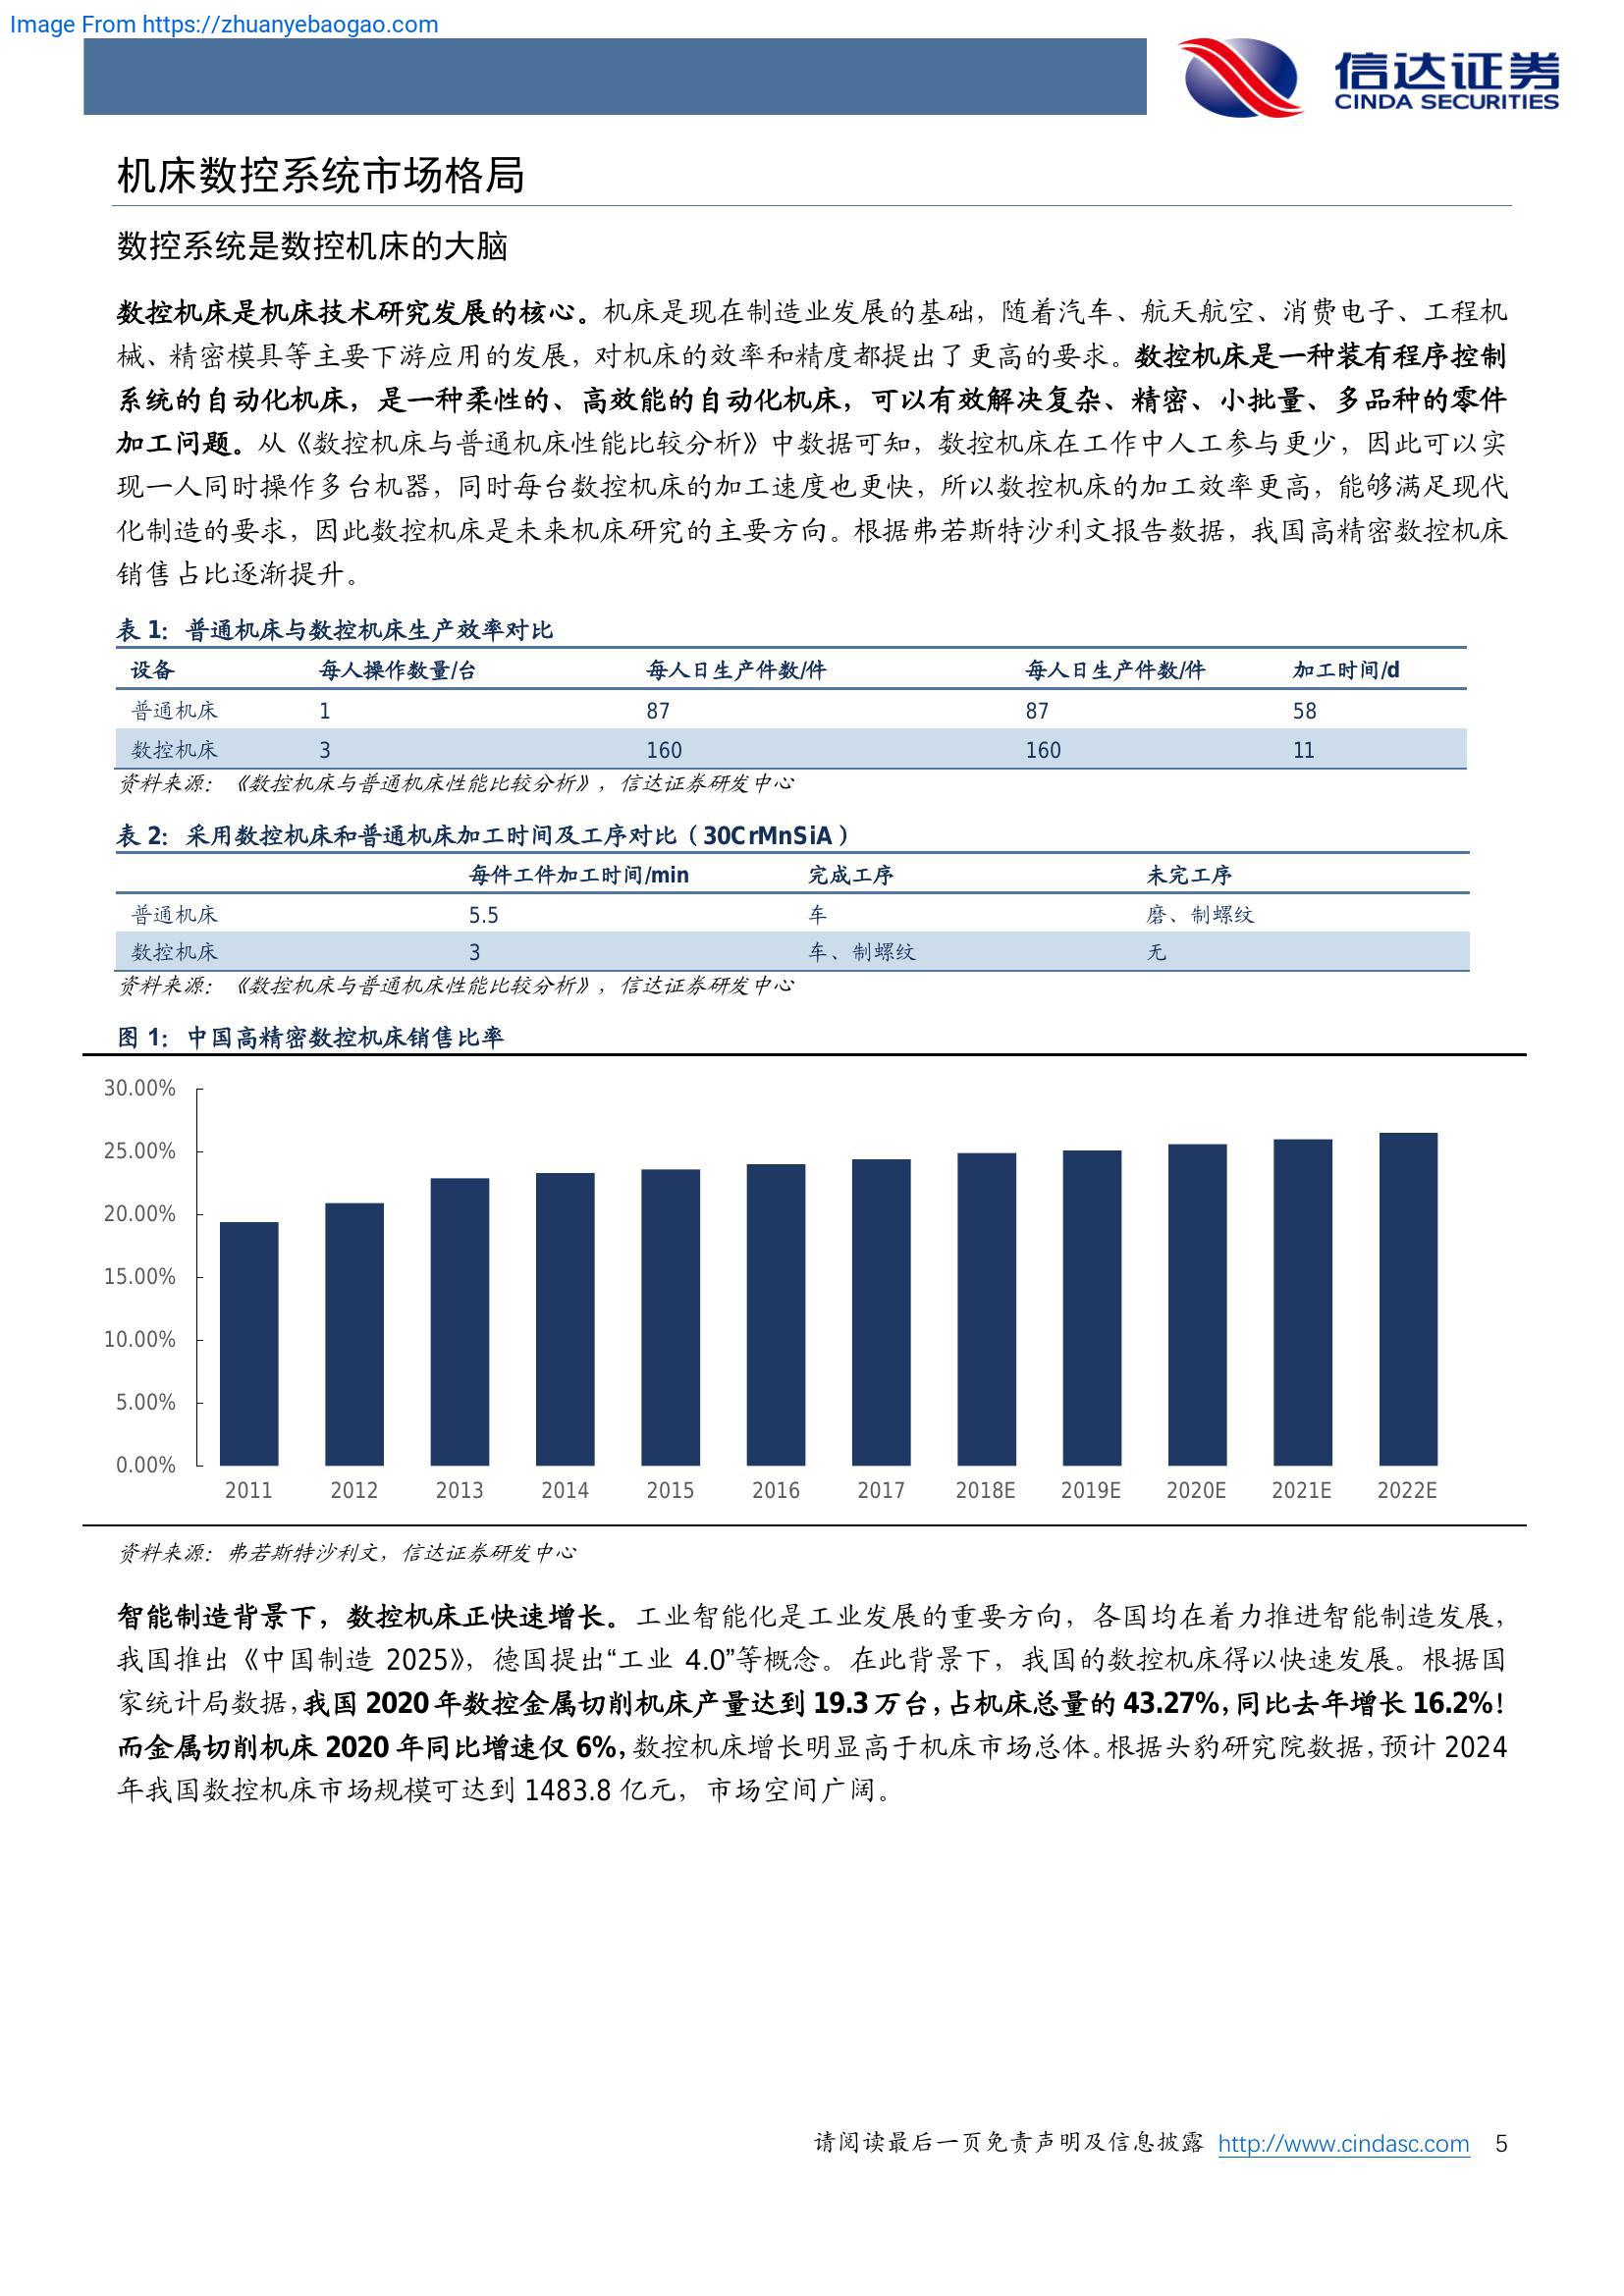 Image From https://zhuanyebaogao.com
信达证券
CINDA SECURITIES
机床数控系统市场格局
数控系统是数控机床的大脑
数控机床是机床技术研究发展的核心。机床是现在制造业发展的基础，随着汽车、航天航空、消费电子、工程机
械、精密模具等主要下游应用的发展，对机床的效率和精度都提出了更高的要求。数控机床是一种装有程序控制
系统的自动化机床，是一种柔性的、高效能的自动化机床，可以有效解决复杂、精密、小批量、多品种的零件
加工问题。从《数控机床与普通机床性能比较分析》中数据可知，数控机床在工作中人工参与更少，因此可以实
现一人同时操作多台机器，同时每台数控机床的加工速度也更快，所以数控机床的加工效率更高，能够满足现代
化制造的要求，因此数控机床是未来机床研究的主要方向。根据弗若斯特沙利文报告数据，我国高精密数控机床
销售占比逐渐提升。
表 1：普通机床与数控机床生产效率对比
设备 每人操作数量/台 每人日生产件数/件 每人日生产件数/件 加工时间/d
普通机床 1 87 87 58
数控机床 3 160 160 11
资料来源：《数控机床与普通机床性能比较分析》，信达证券研发中心
表 2：采用数控机床和普通机床加工时间及工序对比（30CrMnSiA）
每件工件加工时间/min 完成工序 未完工序
普通机床 5.5 车 磨、制螺纹
数控机床 3 车、制螺纹 无
资料来源：《数控机床与普通机床性能比较分析》，信达证券研发中心
图 1：中国高精密数控机床销售比率
30.00%
25.00%
20.00%
15.00%
10.00%
5.00%
0.00%
2011 2012 2013 2014 2015 2016 2017 2018E 2019E 2020E 2021E 2022E
资料来源：弗若斯特沙利文，信达证券研发中心
智能制造背景下，数控机床正快速增长。工业智能化是工业发展的重要方向，各国均在着力推进智能制造发展，
我国推出《中国制造 2025》，德国提出“工业 4.0”等概念。在此背景下，我国的数控机床得以快速发展。根据国
家统计局数据，我国 2020 年数控金属切削机床产量达到 19.3 万台，占机床总量的 43.27%，同比去年增长 16.2%！
而金属切削机床 2020 年同比增速仅 6%，数控机床增长明显高于机床市场总体。根据头豹研究院数据，预计 2024
年我国数控机床市场规模可达到 1483.8 亿元，市场空间广阔。
请阅读最后一页免责声明及信息披露 http://www.cindasc.com 5